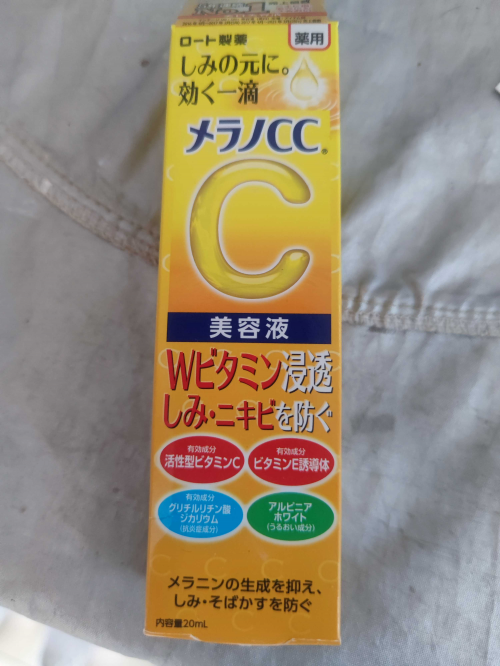 ロート製薬
薬用
しみの元に。
効く一滴
メラノCC®
C
美容液
Wビタミン浸透
しみ・ニキビを防ぐ
有効成分
活性型ビタミンC
有効成分
ビタミンE誘導体
有効成分
グリチルリチン酸
ジカリウム
(抗炎症成分)
アルピニア
ホワイト
(うるおい成分)
メラニンの生成を抑え、
しみ・そばかすを防ぐ
内容量20mL